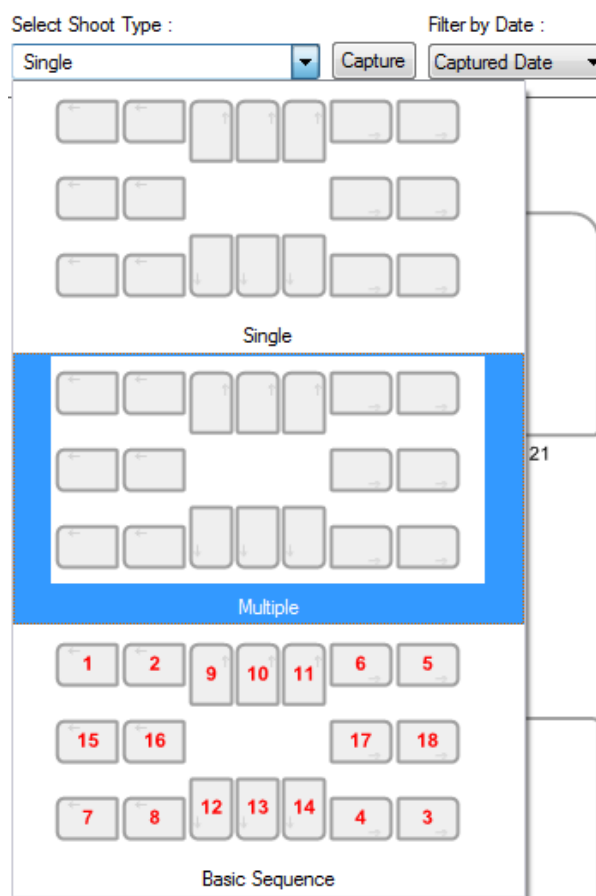 Select Shoot Type : Filter by Date :
Single Capture Captured Date
Single
21
Multiple
1 2 9 10 11 6 5
15 16 17 18
7 8 12 13 14 4 3
Basic Sequence